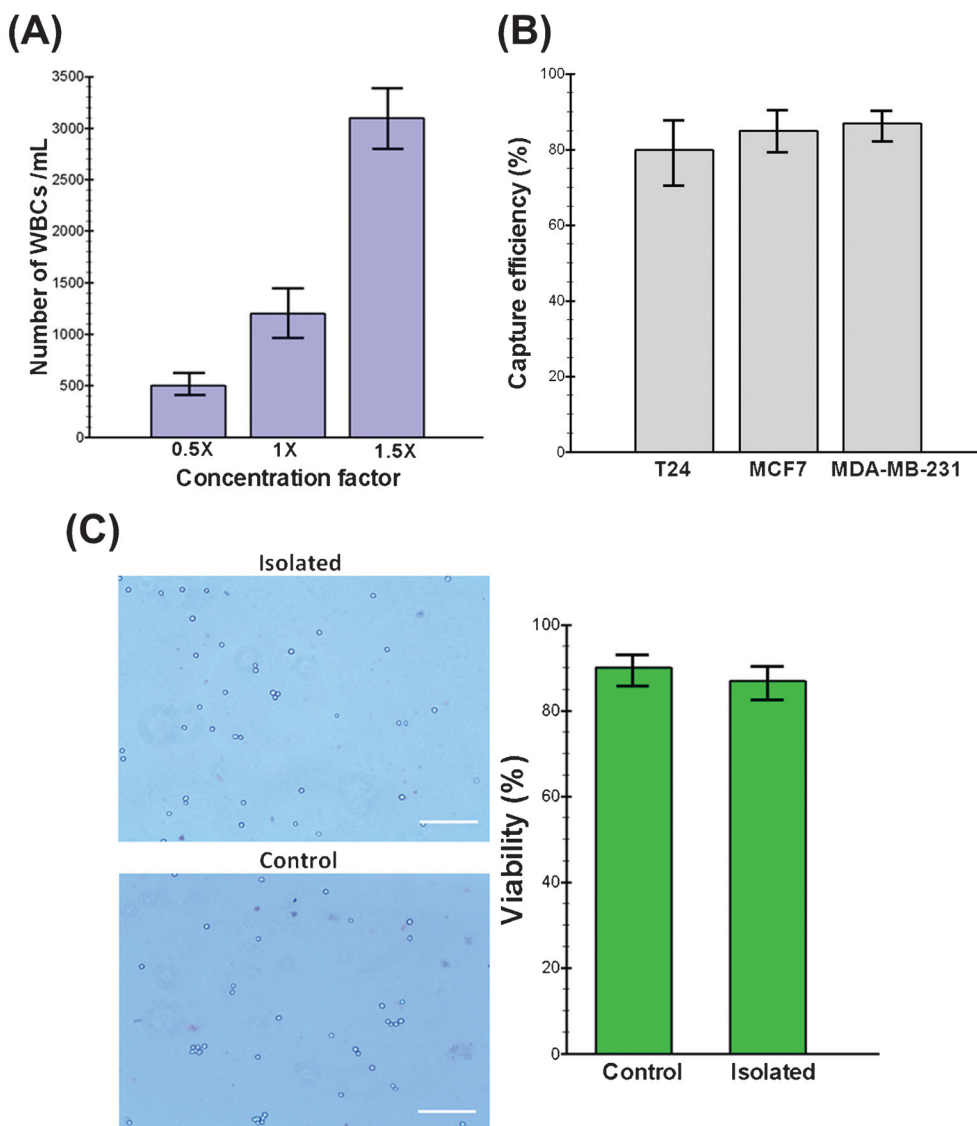 (A)
Number of WBCs /mL
3500
3000
2500
2000
1500
1000
500
0
0.5X 1X 1.5X
Concentration factor
(B)
Capture efficiency (%)
100
80
60
40
20
0
T24 MCF7 MDA-MB-231
(C)
Isolated
Control
Viability (%)
100
80
60
40
20
0
Control Isolated